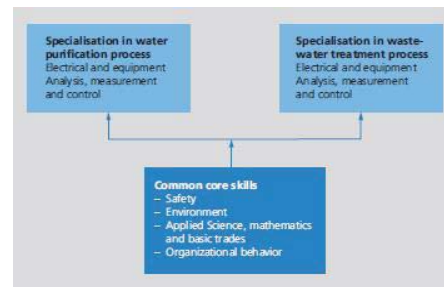 Specialisation in water
purification process
Electrical and equipment
Analysis, measurement
and control
Specialisation in waste-
water treatment process
Electrical and equipment
Analysis, measurement
and control
Common core skills
– Safety
– Environment
– Applied Science, mathematics
and basic trades
– Organizational behavior